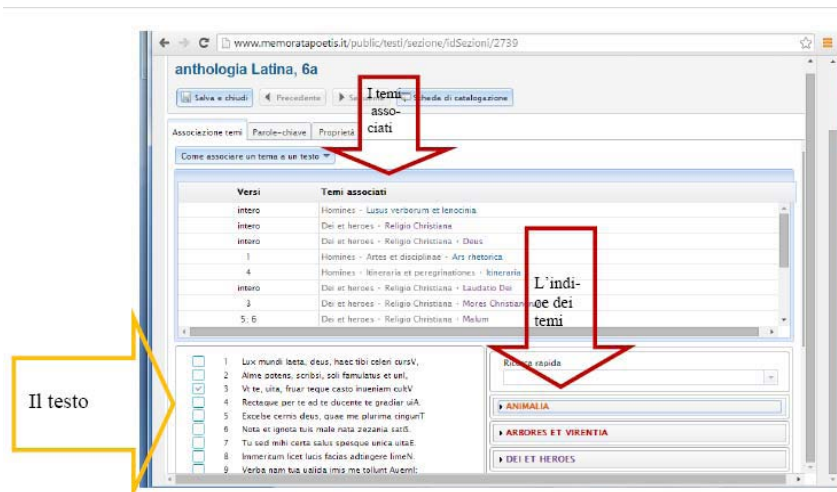 www.memoratapoetis.it/public/testi/sezione/idSezioni/2739
anthologia Latina, 6a
Salva e chiudi Precedente Scheda di catalogazione
I temi
asso-
ciati
Associazione temi Parole-chiave Proprietà
Come associare un tema a un testo
Versi Temi associati
intero Homines - Lusus verborum et lenocinia
intero Dei et heroes - Religio Christiana
intero Dei et heroes - Religio Christiana - Deus
1 Homines - Artes et disciplinae - Ars rhetorica
4 Homines - Itineraria et peregrinationes - Itineraria
intero Dei et heroes - Religio Christiana - Laudatio Dei
3 Dei et heroes - Religio Christiana - Mores Christian
5; 6 Dei et heroes - Religio Christiana - Malum
L'indi-
ce dei
temi
Il testo
1 Lux mundi laeta, deus, haec tibi celeri cursV,
2 Alme potens, scribsi, soli famulatus et unI,
3 Vt te, uita, fruar teque casto inueniam cultV
4 Rectaque per te ad te ducente te gradiar uiA.
5 Excelse cernis deus, quae me plurima cingunT
6 Nota et ignota tuis male nata zezania satiS.
7 Tu sed mihi certa salus spesque unica uitaE.
8 Immeritum licet lucis facias adtingere limeN.
9 Verba nam tua ualida imis me tollunt AuernI;
Ricerca rapida
ANIMALIA
ARBORES ET VIRENTIA
DEI ET HEROES